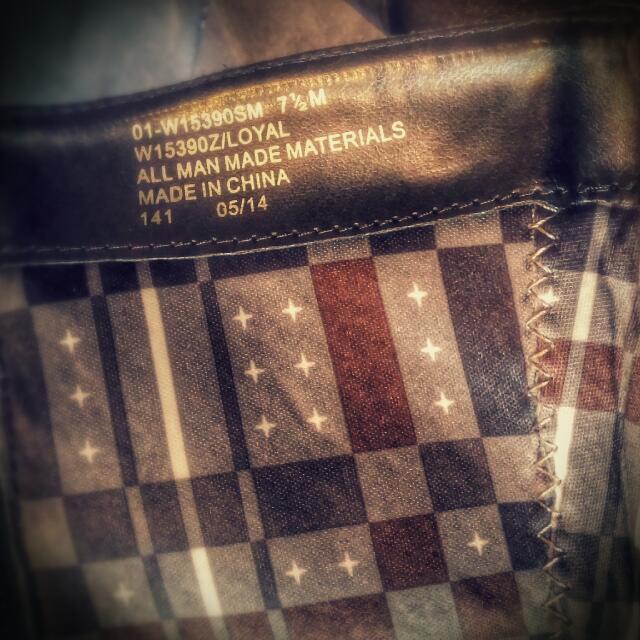 01-W15390SM 7½M
W15390Z/LOYAL
ALL MAN MADE MATERIALS
MADE IN CHINA
141 05/14